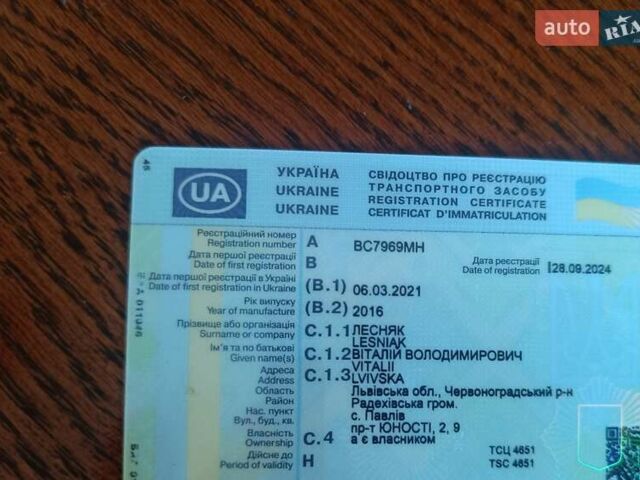 auto RIA
УКРАЇНА
UKRAINE
UKRAINE
СВІДОЦТВО ПРО РЕЄСТРАЦІЮ
ТРАНСПОРТНОГО ЗАСОБУ
REGISTRATION CERTIFICATE
CERTIFICAT D'IMMATRICULATION
UA
Реєстраційний номер
Registration number
A BC7969MH
Дата першої реєстрації
Date of first registration
B
Дата реєстрації
Date of registration
28.09.2024
Дата першої реєстрації в Україні
Date of first registration in Ukraine
(B.1) 06.03.2021
Рік випуску
Year of manufacture
(B.2) 2016
Прізвище або організація
Surname or company
C.1.1 ЛЕСНЯК
LESNIAK
Ім'я та по батькові
Given name(s)
C.1.2 ВІТАЛІЙ ВОЛОДИМИРОВИЧ
VITALII
Адреса
Address
C.1.3 LVIVSKA
Область
Район
Нас. пункт
Вул., буд., кв.
Львівська обл., Червоноградський р-н
Радехівська гром.
с. Павлів
пр-т ЮНОСТІ, 2, 9
Власність
Ownership
C.4 а є власником
Дійсне до
Period of validity
H
ТСЦ 4651
TSC 4651